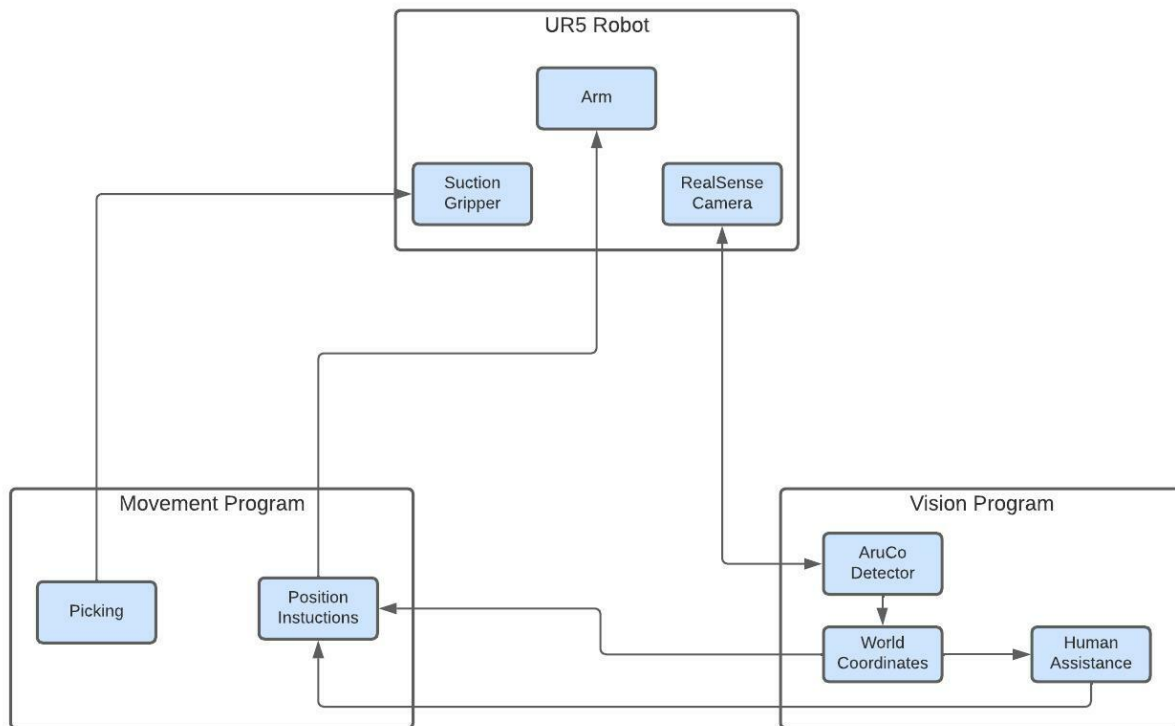 UR5 Robot
Arm
Suction
Gripper
RealSense
Camera
Movement Program
Picking
Position
Instuctions
Vision Program
AruCo
Detector
World
Coordinates
Human
Assistance